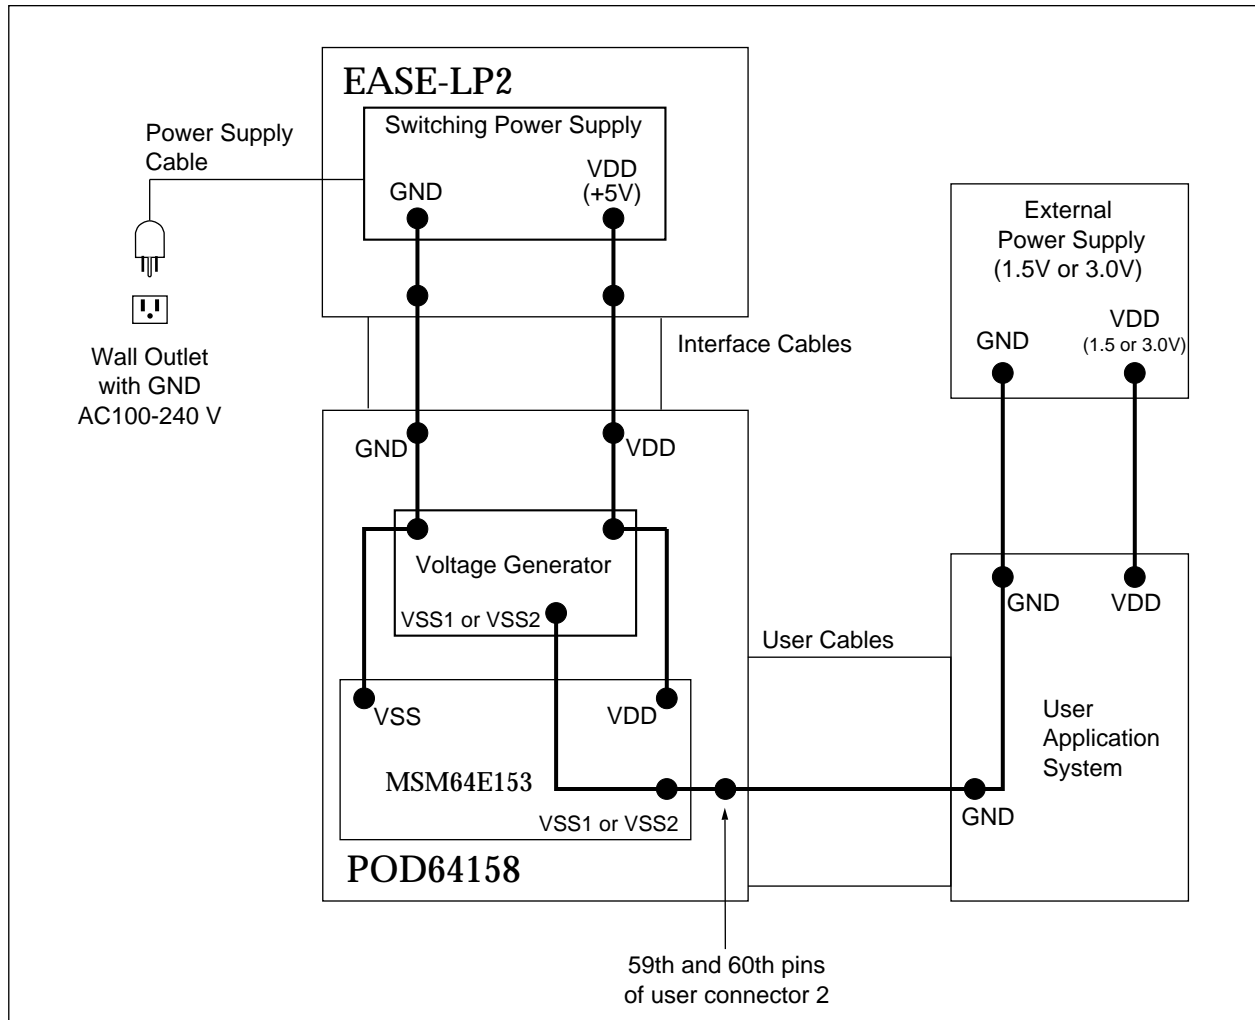 EASE-LP2
Switching Power Supply
Power Supply
Cable
GND
VDD
(+5V)
Wall Outlet
with GND
AC100-240 V
Interface Cables
External
Power Supply
(1.5V or 3.0V)
GND
VDD
(1.5 or 3.0V)
GND
VDD
Voltage Generator
VSS1 or VSS2
VSS
VDD
MSM64E153
VSS1 or VSS2
POD64158
User Cables
GND
VDD
User
Application
System
GND
59th and 60th pins
of user connector 2